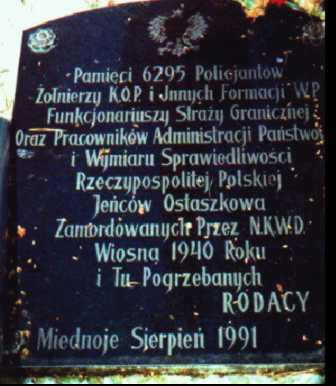 Pamięci 6295 Policjantów
Żołnierzy K.O.P. i Jnnych Formacji W.P.
Funkcjonariuszy Straży Granicznej
Oraz Pracowników Administracji Państwo
i Wymiaru Sprawiedliwości
Rzeczypospolitej Polskiej
Jeńców Ostaszkowa
Zamordowanych Przez N.K.W.D.
Wiosną 1940 Roku
i Tu Pogrzebanych
RODACY
Miednoje Sierpień 1991